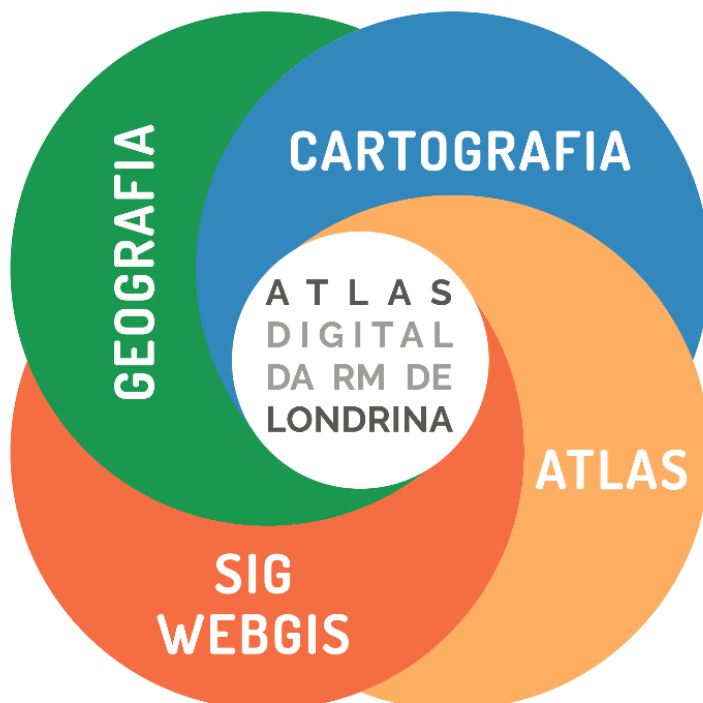 GEOGRAFIA
CARTOGRAFIA
ATLAS
DIGITAL
DA RM DE
LONDRINA
ATLAS
SIG
WEBGIS